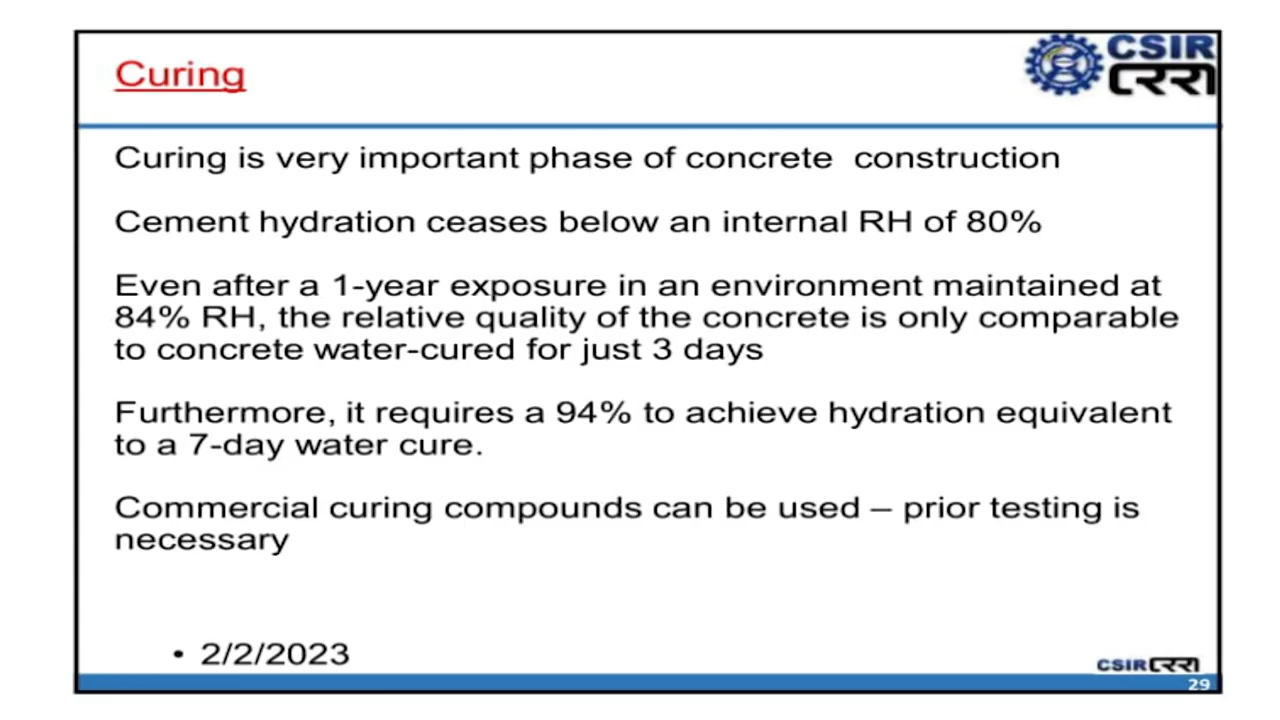 Curing
CSIR
CRRI
Curing is very important phase of concrete construction
Cement hydration ceases below an internal RH of 80%
Even after a 1-year exposure in an environment maintained at
84% RH, the relative quality of the concrete is only comparable
to concrete water-cured for just 3 days
Furthermore, it requires a 94% to achieve hydration equivalent
to a 7-day water cure.
Commercial curing compounds can be used – prior testing is
necessary
• 2/2/2023
CSIR CRRI
29